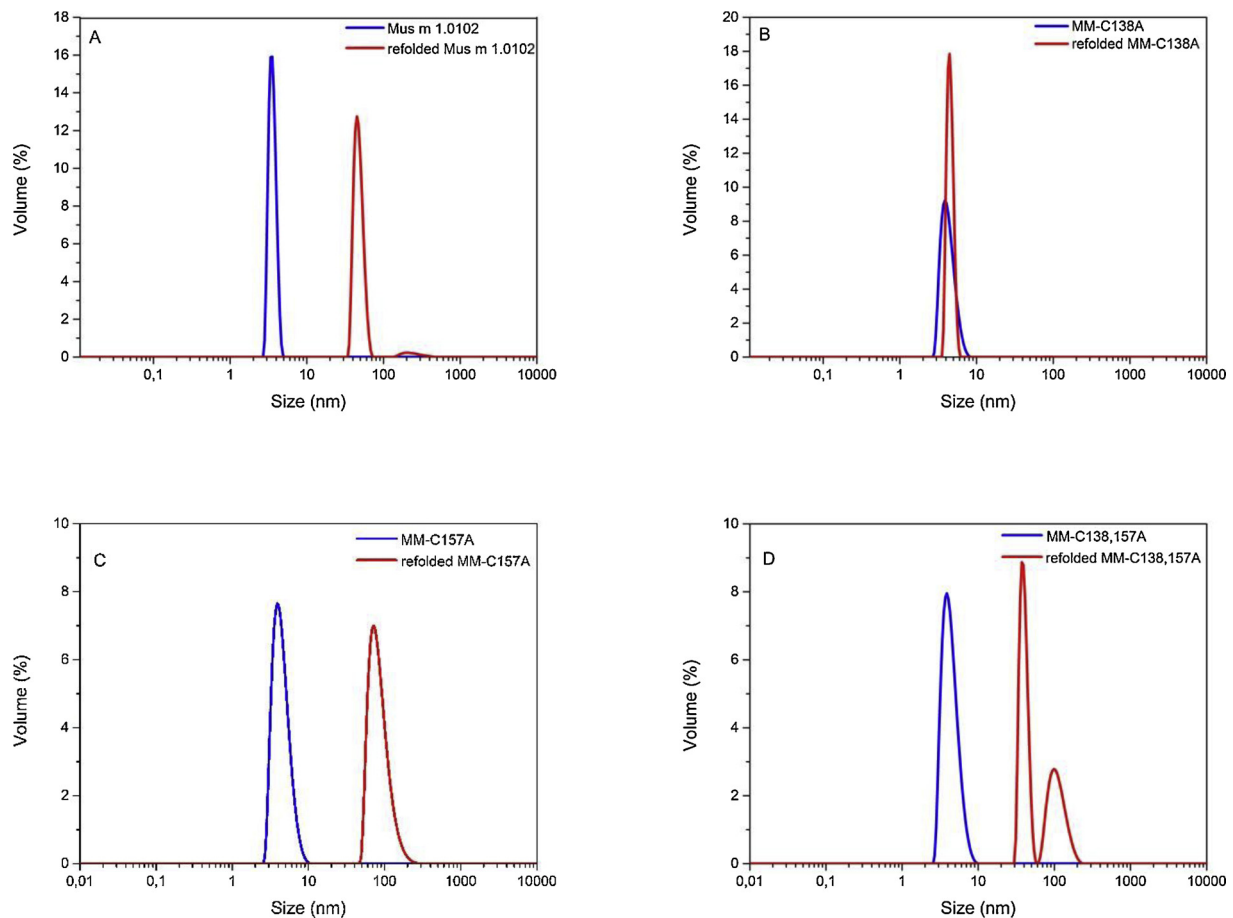 A
Mus m 1.0102
refolded Mus m 1.0102
Volume (%)
18
16
14
12
10
8
6
4
2
0
0,1 1 10 100 1000 10000
Size (nm)
B
MM-C138A
refolded MM-C138A
Volume (%)
20
18
16
14
12
10
8
6
4
2
0
0,1 1 10 100 1000 10000
Size (nm)
C
MM-C157A
refolded MM-C157A
Volume (%)
10
8
6
4
2
0
0,01 0,1 1 10 100 1000 10000
Size (nm)
D
MM-C138,157A
refolded MM-C138,157A
Volume (%)
10
8
6
4
2
0
0,01 0,1 1 10 100 1000 10000
Size (nm)